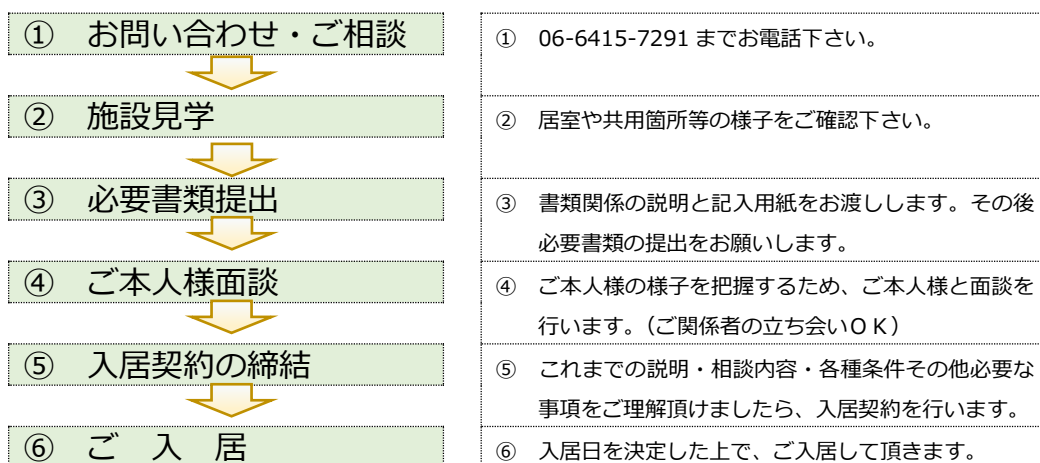 ① お問い合わせ・ご相談
① 06-6415-7291 までお電話下さい。
② 施設見学
② 居室や共用箇所等の様子をご確認下さい。
③ 必要書類提出
③ 書類関係の説明と記入用紙をお渡しします。その後
必要書類の提出をお願いします。
④ ご本人様面談
④ ご本人様の様子を把握するため、ご本人様と面談を
行います。（ご関係者の立ち会いＯＫ）
⑤ 入居契約の締結
⑤ これまでの説明・相談内容・各種条件その他必要な
事項をご理解頂けましたら、入居契約を行います。
⑥ ご 入 居
⑥ 入居日を決定した上で、ご入居して頂きます。